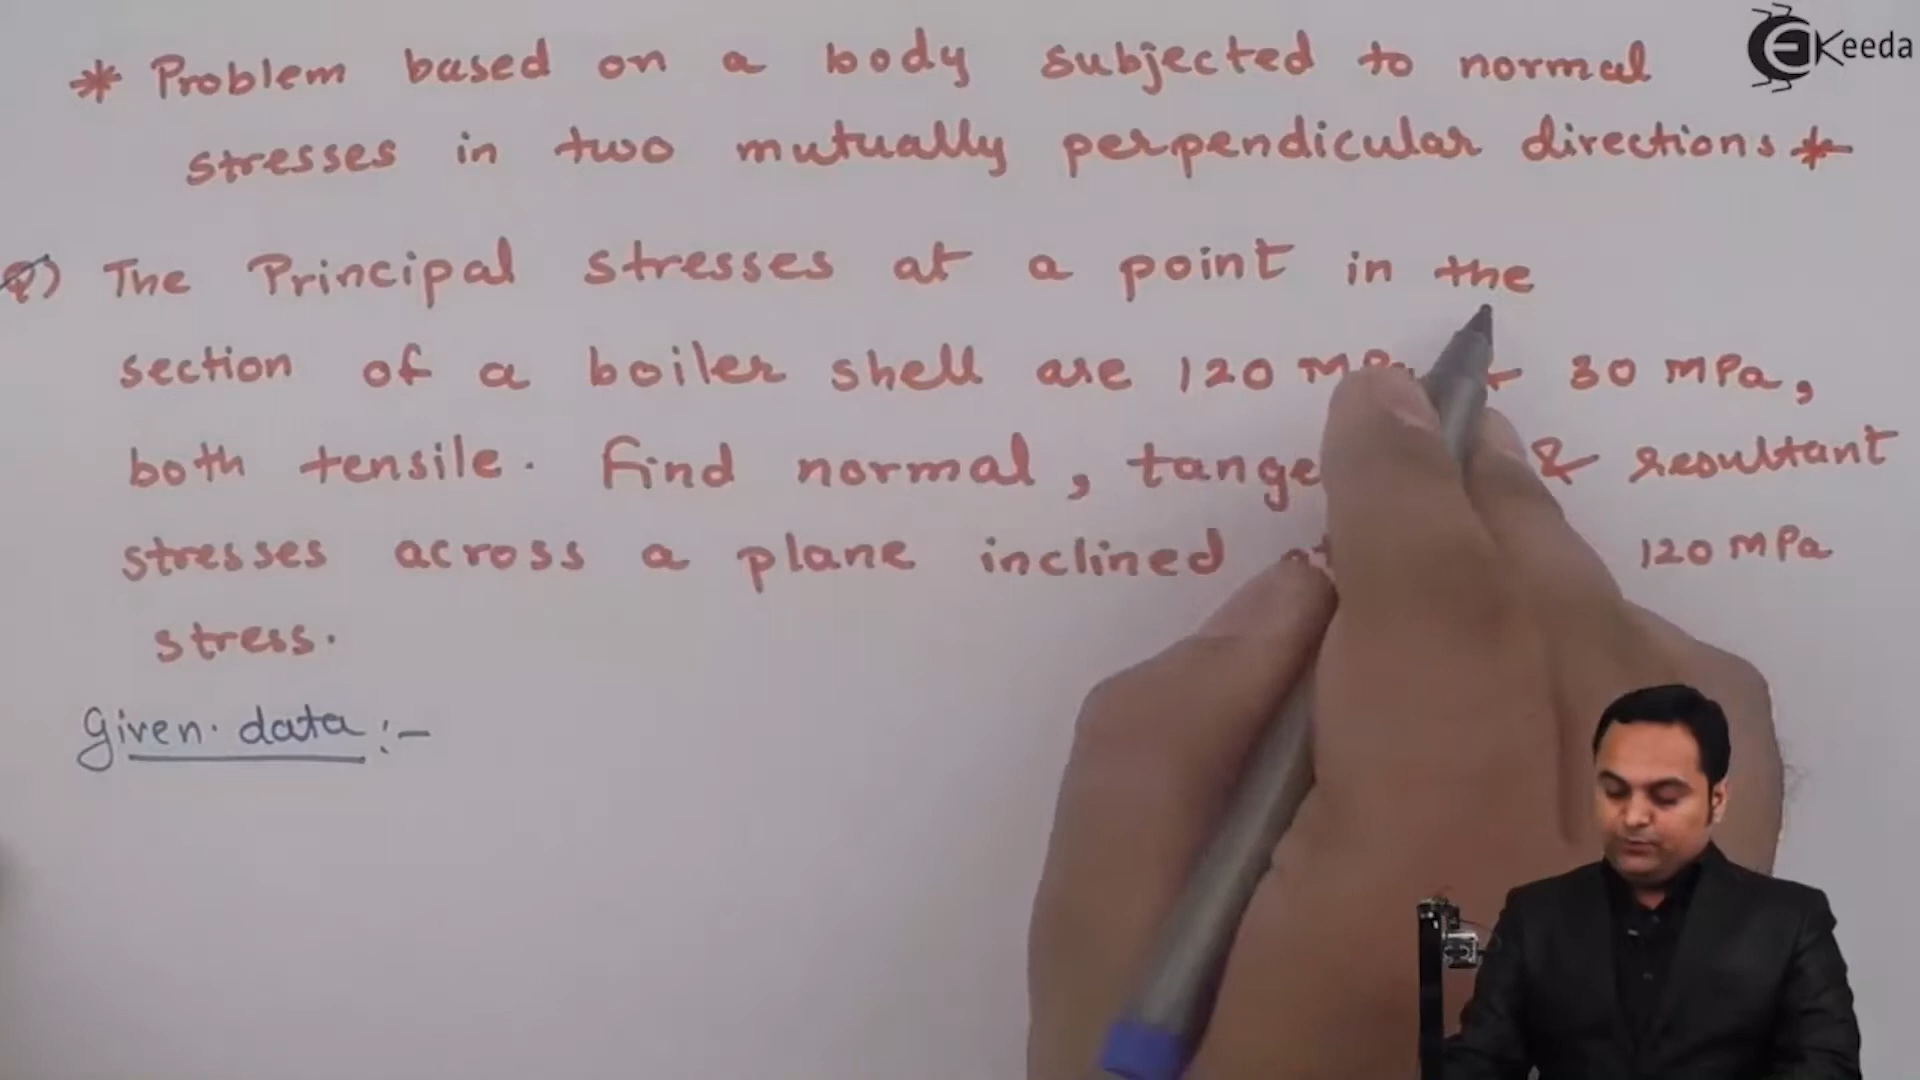 Keeda
* Problem based on a body subjected to normal
stresses in two mutually perpendicular directions *
Q) The Principal stresses at a point in the
section of a boiler shell are 120 MPa & 30 MPa,
both tensile. Find normal, tange & resultant
stresses across a plane inclined at 120 MPa
stress.
Given data :-